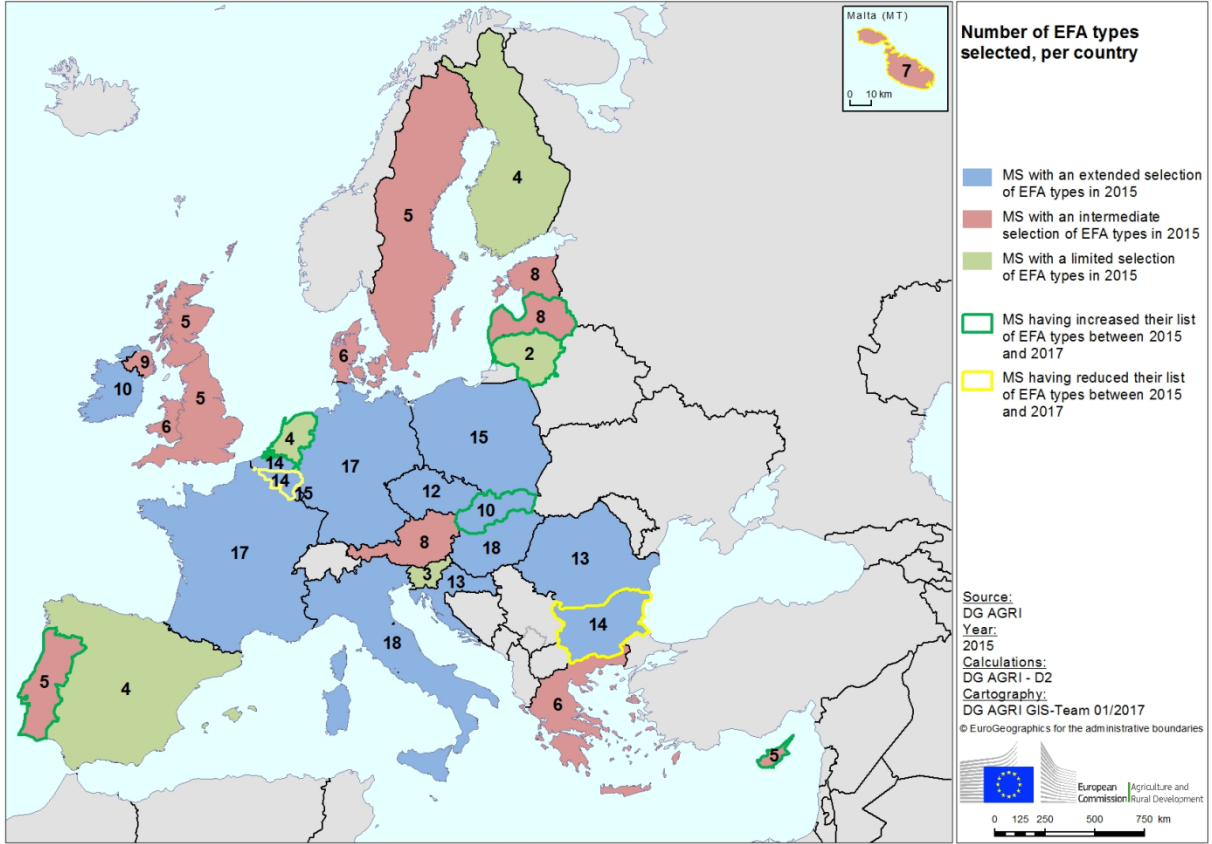 Malta (MT)
7
0 10 km
4
5
8
8
2
5
9
10
5
6
6
4
14
14
15
17
15
12
10
17
8
18
13
3
13
18
14
5
4
6
5
Number of EFA types
selected, per country
MS with an extended selection
of EFA types in 2015
MS with an intermediate
selection of EFA types in 2015
MS with a limited selection
of EFA types in 2015
MS having increased their list
of EFA types between 2015
and 2017
MS having reduced their list
of EFA types between 2015
and 2017
Source:
DG AGRI
Year:
2015
Calculations:
DG AGRI - D2
Cartography:
DG AGRI GIS-Team 01/2017
© EuroGeographics for the administrative boundaries
European
Commission
Agriculture and
Rural Development
0 125 250 500 750 km